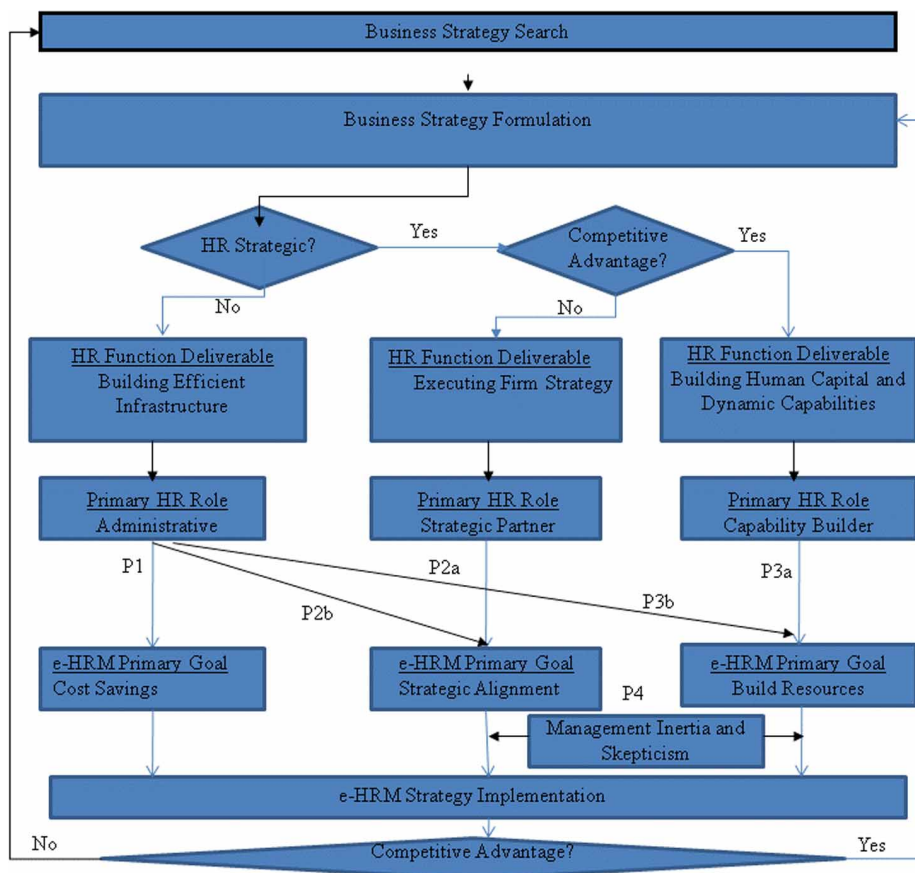 Business Strategy Search
Business Strategy Formulation
HR Strategic?
Yes
Competitive
Advantage?
Yes
No
No
HR Function Deliverable
Building Efficient
Infrastructure
HR Function Deliverable
Executing Firm Strategy
HR Function Deliverable
Building Human Capital and
Dynamic Capabilities
Primary HR Role
Administrative
Primary HR Role
Strategic Partner
Primary HR Role
Capability Builder
P1
P2a
P3a
P2b
P3b
e-HRM Primary Goal
Cost Savings
e-HRM Primary Goal
Strategic Alignment
e-HRM Primary Goal
Build Resources
P4
Management Inertia and
Skepticism
e-HRM Strategy Implementation
No
Competitive Advantage?
Yes